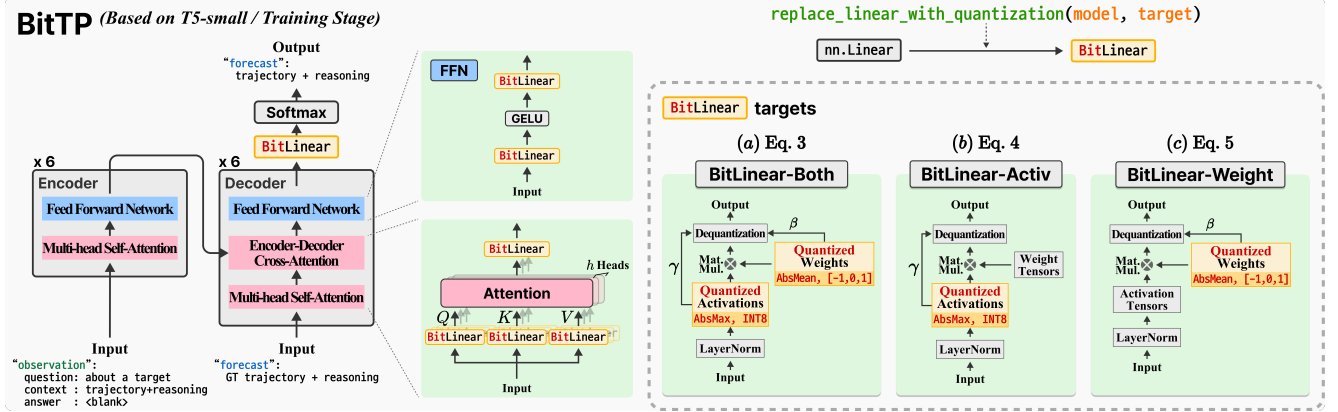 BitTP (Based on T5-small / Training Stage)
Output
"forecast":
trajectory + reasoning
Softmax
BitLinear
x 6
Encoder
Feed Forward Network
Multi-head Self-Attention
Input
"observation":
question: about a target
context : trajectory+reasoning
answer : <blank>
x 6
Decoder
Feed Forward Network
Encoder-Decoder
Cross-Attention
Multi-head Self-Attention
Input
"forecast":
GT trajectory + reasoning
FFN
BitLinear
GELU
BitLinear
Input
BitLinear
h Heads
Attention
Q K V
BitLinear BitLinear BitLinear
Input
replace_linear_with_quantization(model, target)
nn.Linear
BitLinear
BitLinear targets
(a) Eq. 3
BitLinear-Both
Output
Dequantization
β
γ
Mat.
Mul.
Quantized
Weights
AbsMean, [-1,0,1]
Quantized
Activations
AbsMax, INT8
LayerNorm
Input
(b) Eq. 4
BitLinear-Activ
Output
Dequantization
γ
Mat.
Mul.
Weight
Tensors
Quantized
Activations
AbsMax, INT8
LayerNorm
Input
(c) Eq. 5
BitLinear-Weight
Output
Dequantization
β
Mat.
Mul.
Quantized
Weights
AbsMean, [-1,0,1]
Activation
Tensors
LayerNorm
Input